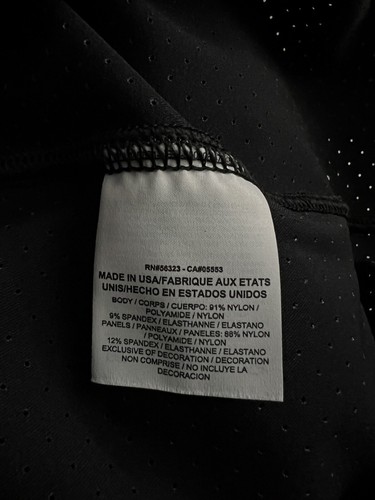 RN#56323 - CA#05553
MADE IN USA/FABRIQUE AUX ETATS
UNIS/HECHO EN ESTADOS UNIDOS
BODY / CORPS / CUERPO: 91% NYLON /
POLYAMIDE / NYLON
9% SPANDEX / ELASTHANNE / ELASTANO
PANELS / PANNEAUX / PANELES: 88% NYLON
/ POLYAMIDE / NYLON
12% SPANDEX / ELASTHANNE / ELASTANO
EXCLUSIVE OF DECORATION / DECORATION
NON COMPRISE / NO INCLUYE LA
DECORACION